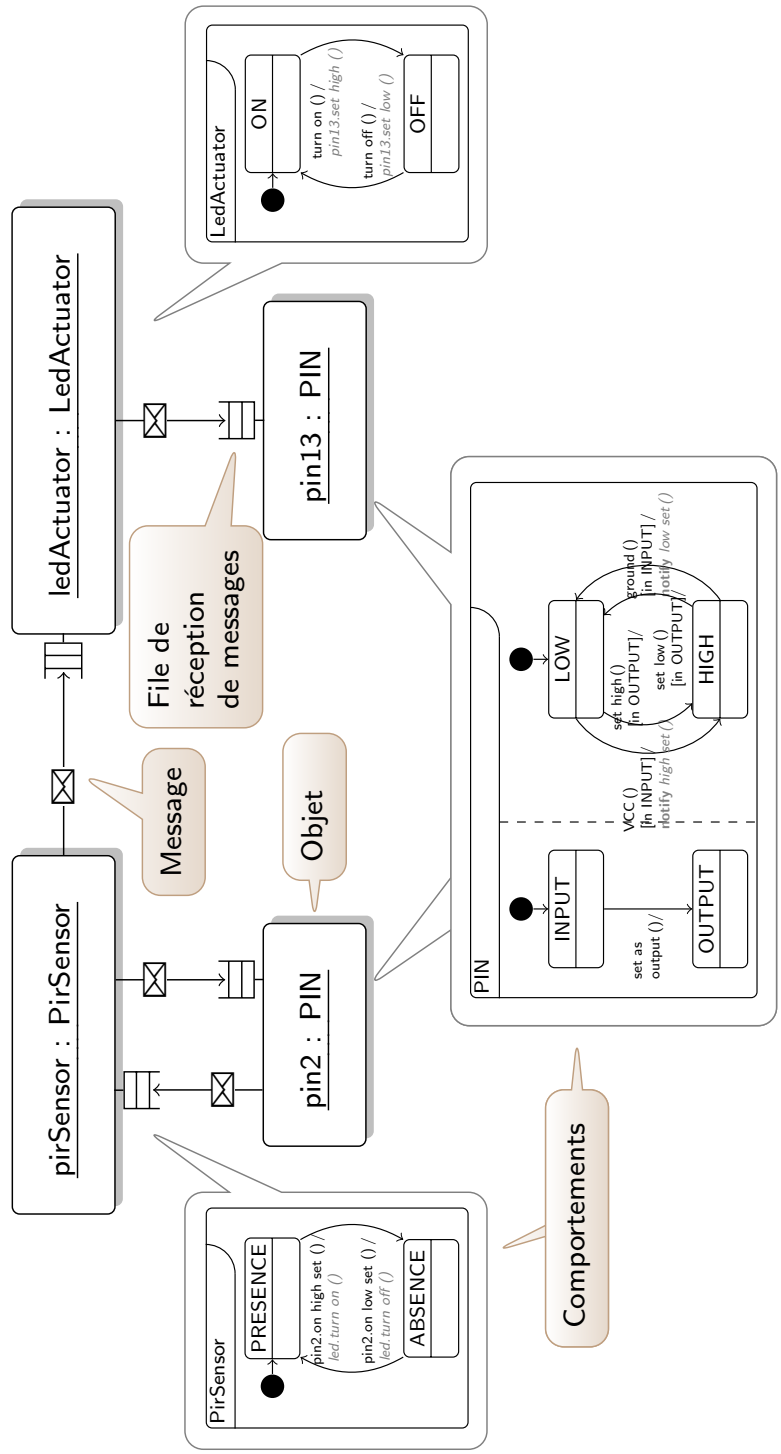 pirSensor : PirSensor
ledActuator : LedActuator
Message
File de
réception
de messages
pin2 : PIN
Objet
pin13 : PIN
PirSensor
PRESENCE
pin2.on high set () /
led.turn on ()
pin2.on low set () /
led.turn off ()
ABSENCE
LedActuator
ON
turn on () /
pin13.set high ()
turn off () /
pin13.set low ()
OFF
Comportements
PIN
INPUT
set as
output ()/
OUTPUT
LOW
VCC ()
[in INPUT] /
notify high set ()
set high ()
[in OUTPUT]/
set low ()
[in OUTPUT]/
ground ()
[in INPUT] /
notify low set ()
HIGH